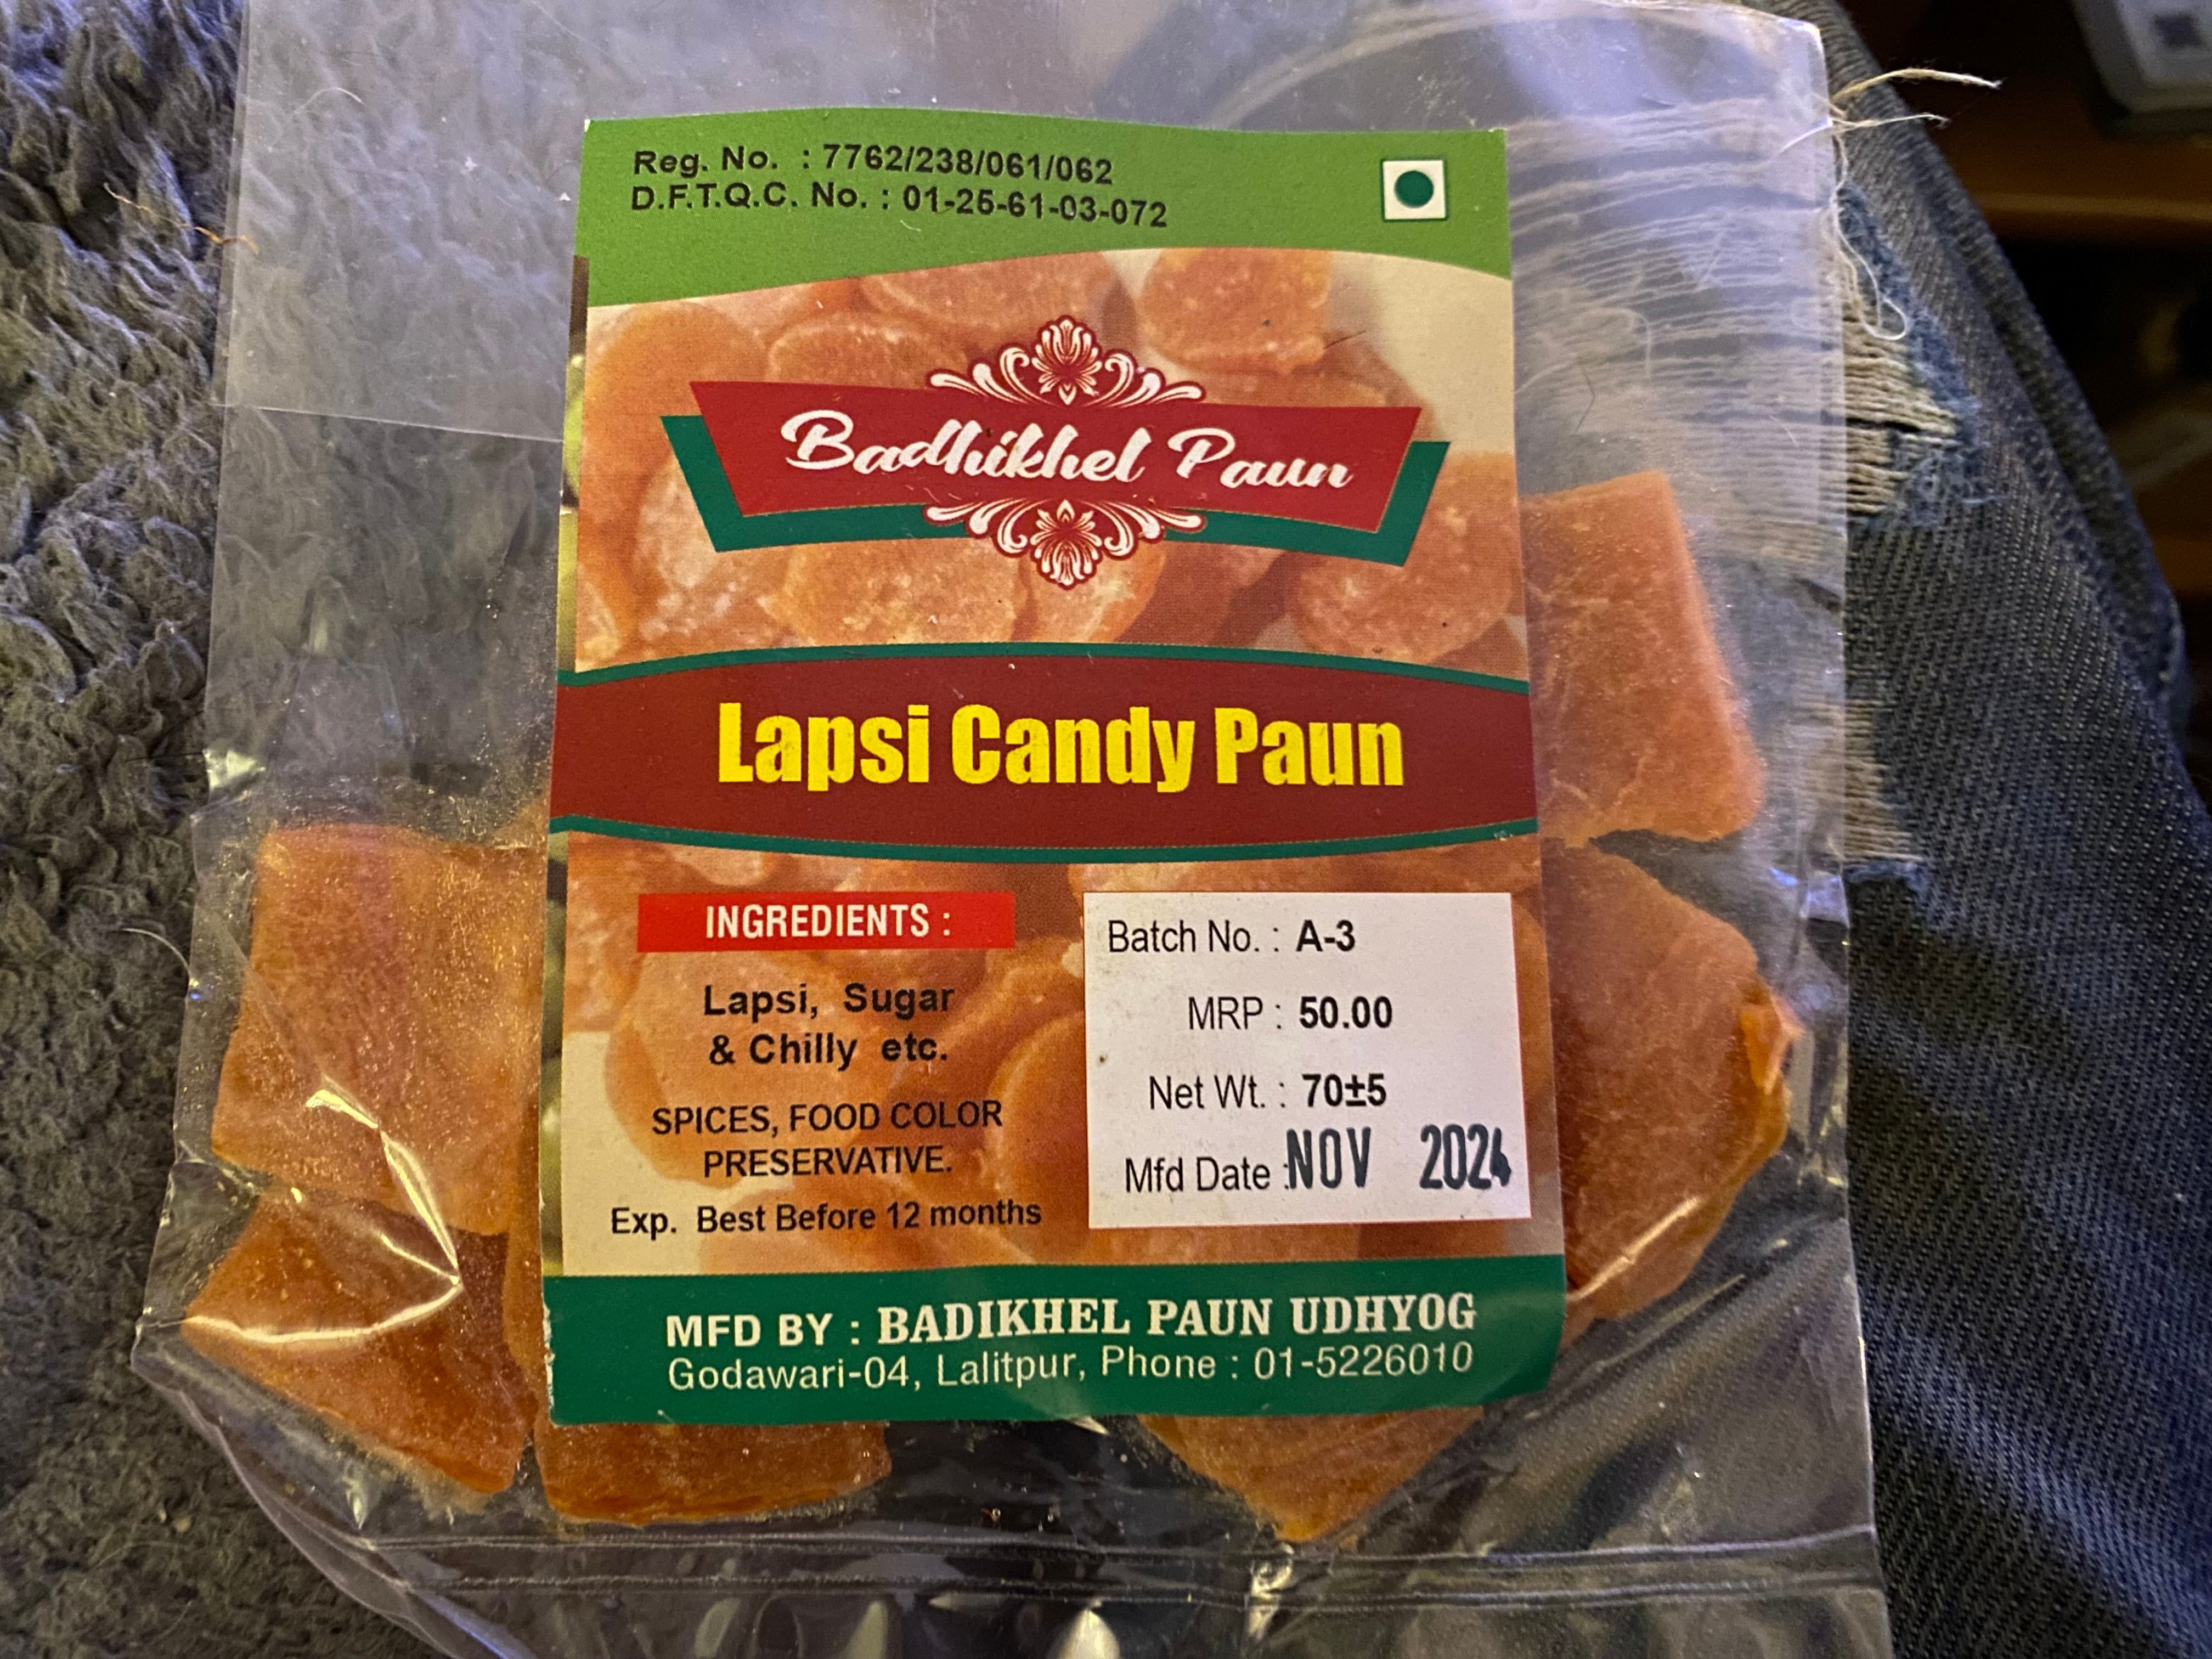 Reg. No. : 7762/238/061/062
D.F.T.Q.C. No. : 01-25-61-03-072
Badhikhel Paun
Lapsi Candy Paun
INGREDIENTS :
Lapsi, Sugar
& Chilly etc.
SPICES, FOOD COLOR
PRESERVATIVE.
Exp. Best Before 12 months
Batch No. : A-3
MRP : 50.00
Net Wt. : 70±5
Mfd Date : NOV 2024
MFD BY : BADIKHEL PAUN UDHYOG
Godawari-04, Lalitpur, Phone : 01-5226010